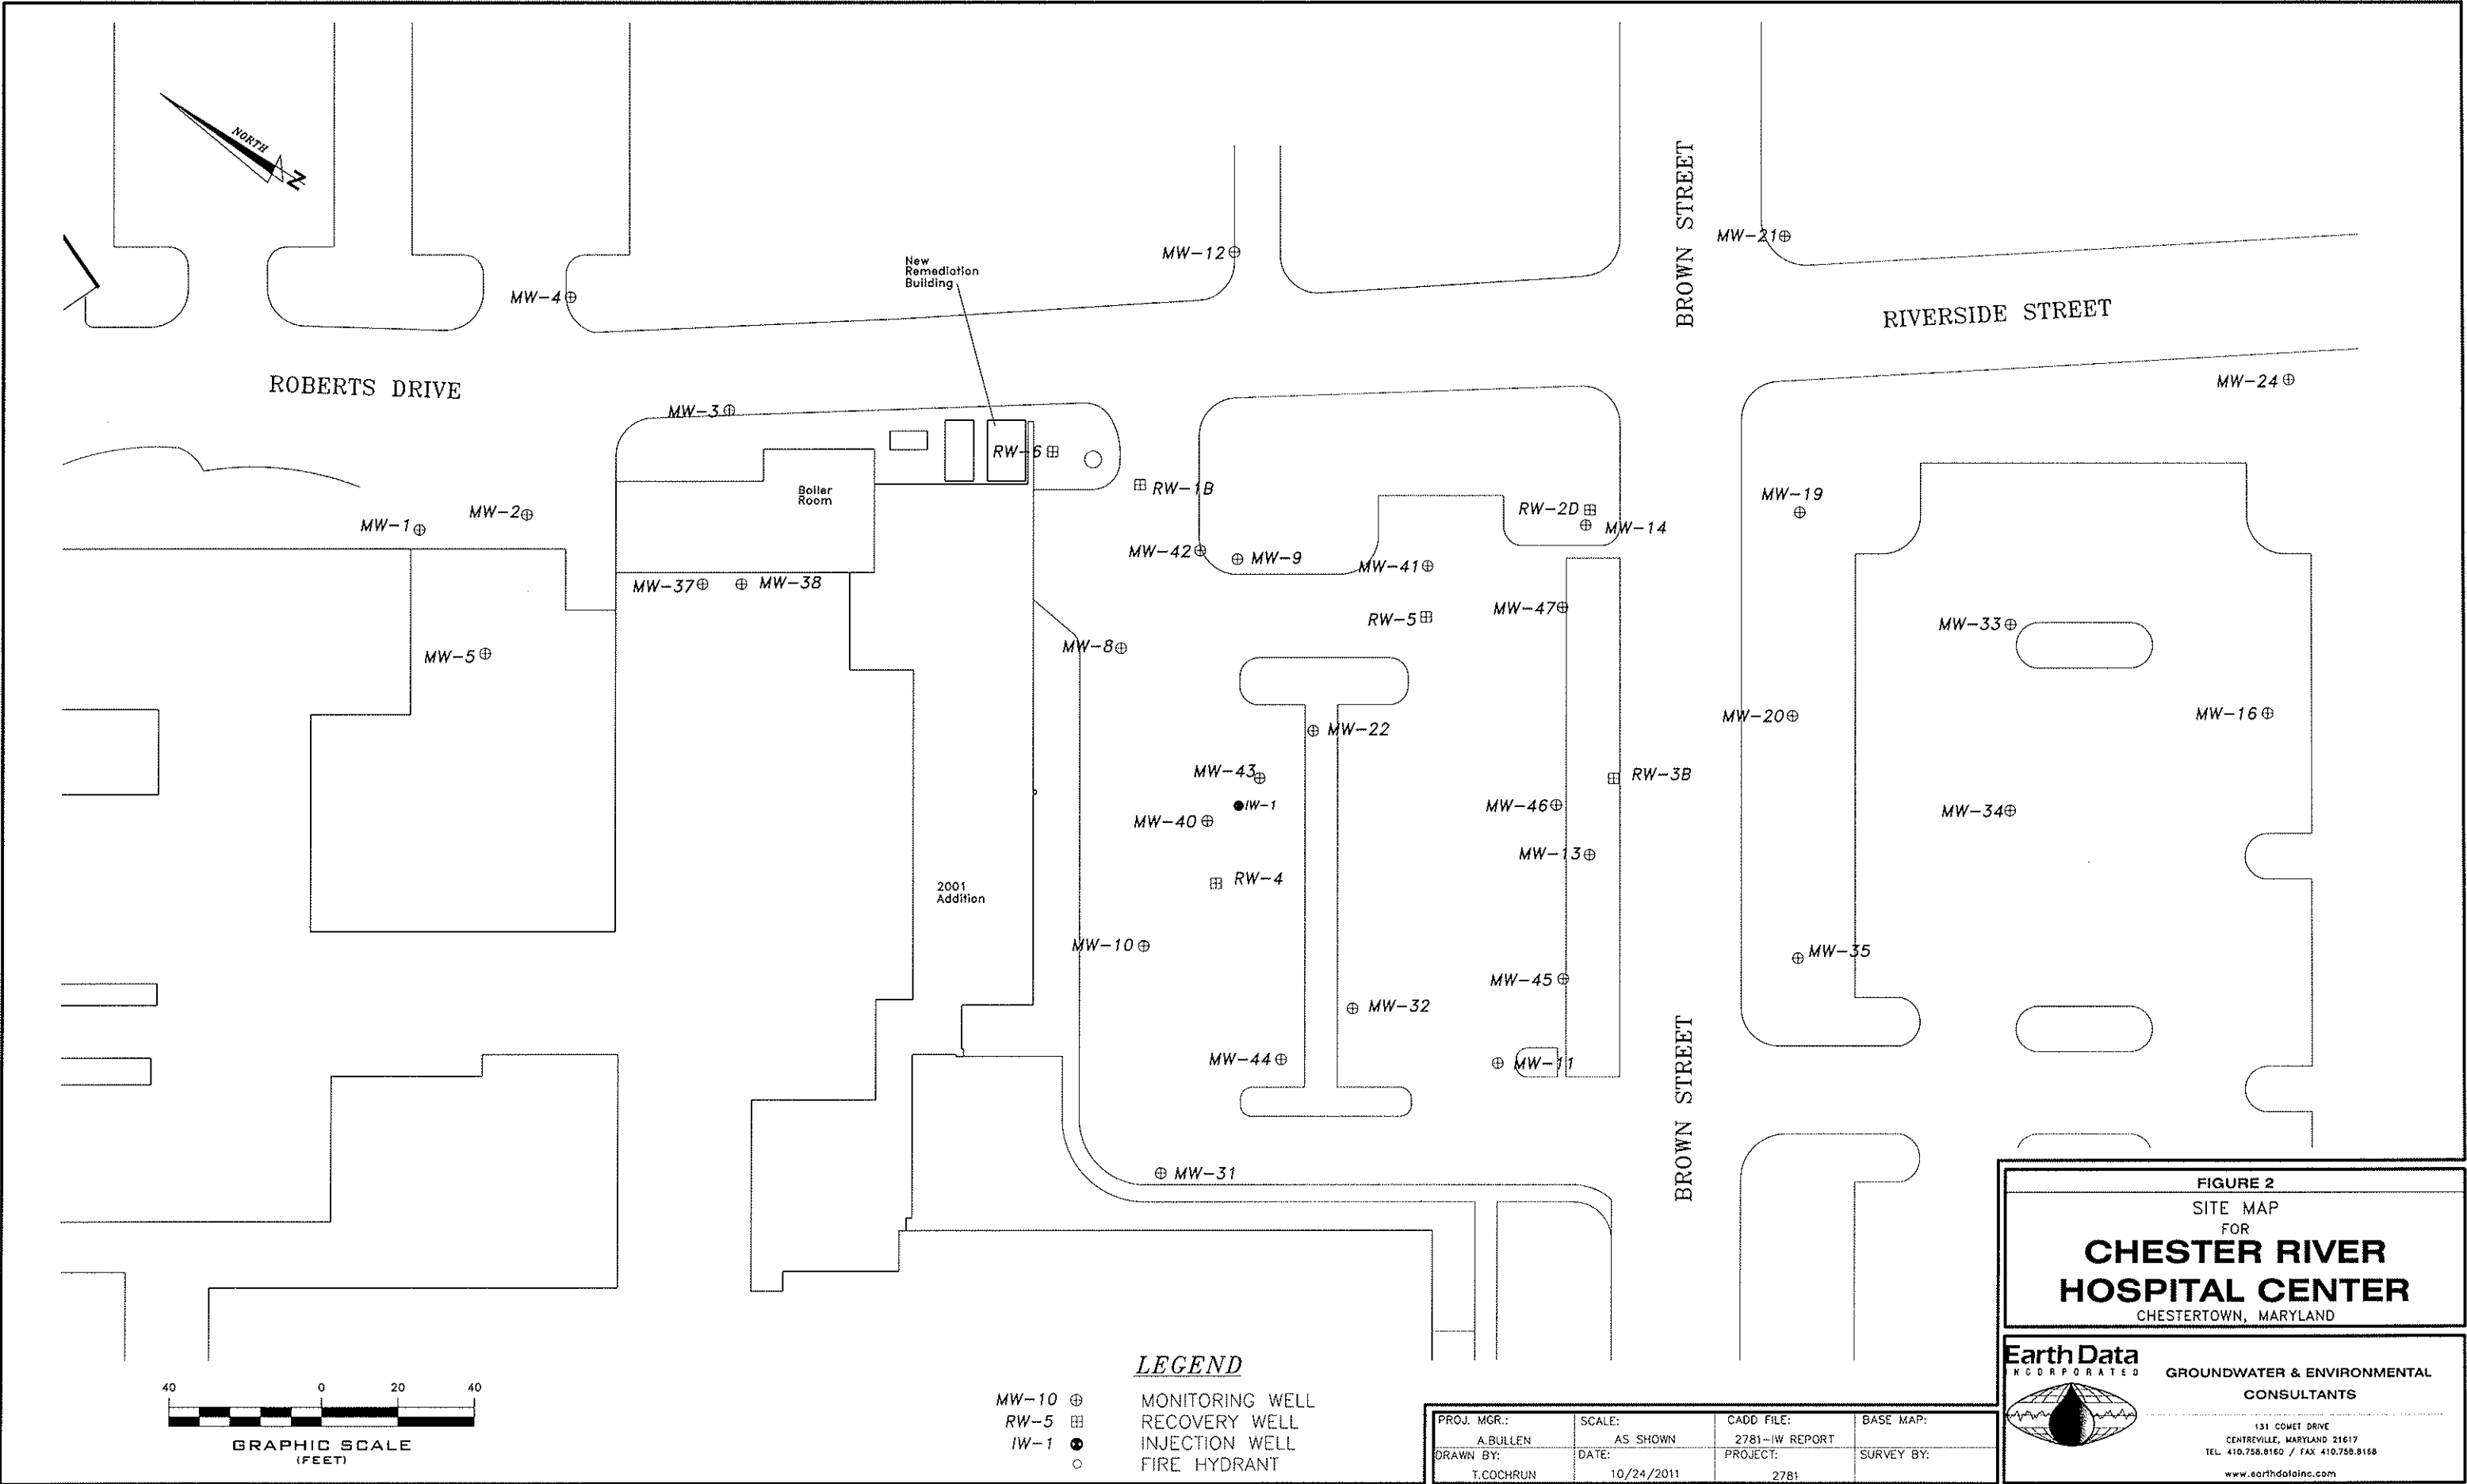 NORTH
N
BROWN STREET
MW-21
MW-12
New
Remediation
Building
MW-4
RIVERSIDE STREET
ROBERTS DRIVE
MW-24
MW-3
RW-6
Boiler
Room
RW-1B
MW-19
RW-2D
MW-14
MW-1
MW-2
MW-42
MW-9
MW-41
MW-37
MW-38
MW-47
RW-5
MW-33
MW-8
MW-5
MW-20
MW-16
MW-22
MW-43
RW-3B
IW-1
MW-46
MW-40
MW-34
MW-13
RW-4
2001
Addition
MW-10
MW-35
MW-45
MW-32
MW-44
MW-11
BROWN STREET
MW-31
FIGURE 2
SITE MAP
FOR
CHESTER RIVER
HOSPITAL CENTER
CHESTERTOWN, MARYLAND
Earth Data
INCORPORATED
GROUNDWATER & ENVIRONMENTAL
CONSULTANTS
131 COMET DRIVE
CENTREVILLE, MARYLAND 21617
TEL. 410.758.8160 / FAX 410.758.8168
www.earthdatainc.com
LEGEND
MW-10 MONITORING WELL
RW-5 RECOVERY WELL
IW-1 INJECTION WELL
FIRE HYDRANT
40 0 20 40
GRAPHIC SCALE
(FEET)
PROJ. MGR.: SCALE: CADD FILE: BASE MAP:
A.BULLEN AS SHOWN 2781-IW REPORT
DRAWN BY: DATE: PROJECT: SURVEY BY:
T.COCHRUN 10/24/2011 2781